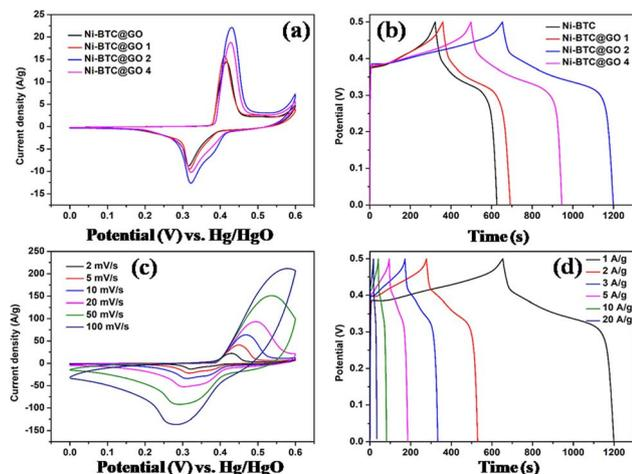 (a)
Ni-BTC@GO
Ni-BTC@GO 1
Ni-BTC@GO 2
Ni-BTC@GO 4
Current density (A/g)
25
20
15
10
5
0
-5
-10
-15
0.0 0.1 0.2 0.3 0.4 0.5 0.6
Potential (V) vs. Hg/HgO
(b)
Ni-BTC
Ni-BTC@GO 1
Ni-BTC@GO 2
Ni-BTC@GO 4
Potential (V)
0.5
0.4
0.3
0.2
0.1
0.0
0 200 400 600 800 1000 1200
Time (s)
(c)
2 mV/s
5 mV/s
10 mV/s
20 mV/s
50 mV/s
100 mV/s
Current density (A/g)
250
200
150
100
50
0
-50
-100
-150
0.0 0.1 0.2 0.3 0.4 0.5 0.6
Potential (V) vs. Hg/HgO
(d)
1 A/g
2 A/g
3 A/g
5 A/g
10 A/g
20 A/g
Potential (V)
0.5
0.4
0.3
0.2
0.1
0.0
0 200 400 600 800 1000 1200
Time (s)